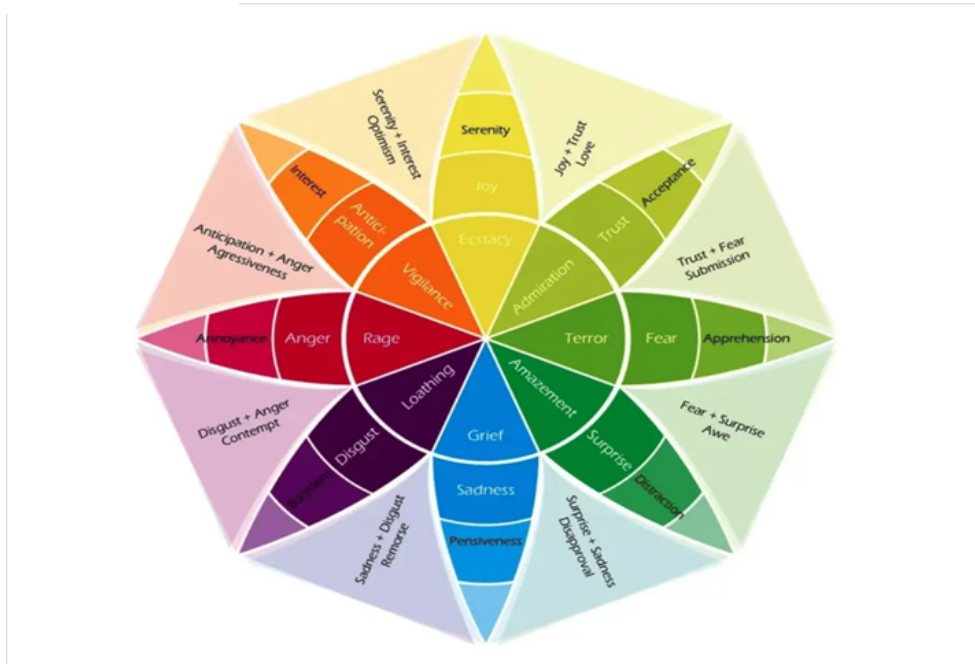 Serenity + Interest
Optimism
Serenity
Joy
Ecstacy
Joy + Trust
Love
Acceptance
Trust
Admiration
Interest
Antici-
pation
Vigilance
Trust + Fear
Submission
Anticipation + Anger
Agressiveness
Annoyance
Anger
Rage
Terror
Fear
Apprehension
Loathing
Disgust
Disgust + Anger
Contempt
Grief
Sadness
Pensiveness
Amazement
Surprise
Distraction
Fear + Surprise
Awe
Sadness + Disgust
Remorse
Surprise + Sadness
Disapproval